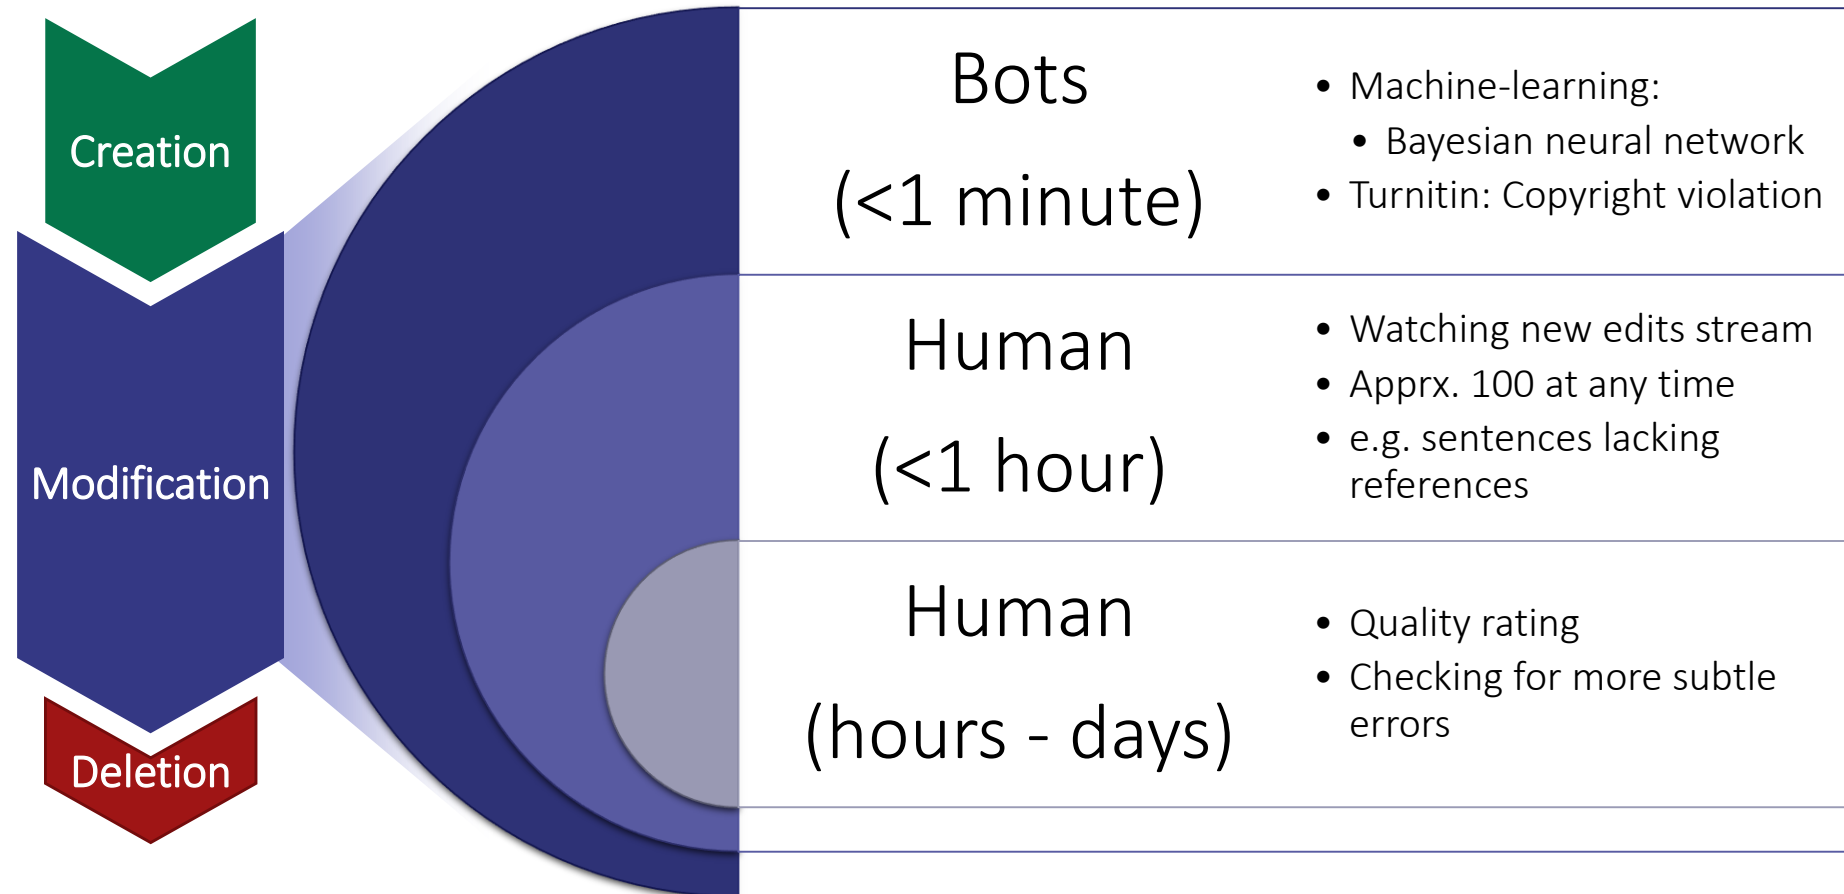 Creation
Modification
Deletion
Bots
(<1 minute)
• Machine-learning:
• Bayesian neural network
• Turnitin: Copyright violation
Human
(<1 hour)
• Watching new edits stream
• Apprx. 100 at any time
• e.g. sentences lacking
references
Human
(hours - days)
• Quality rating
• Checking for more subtle
errors